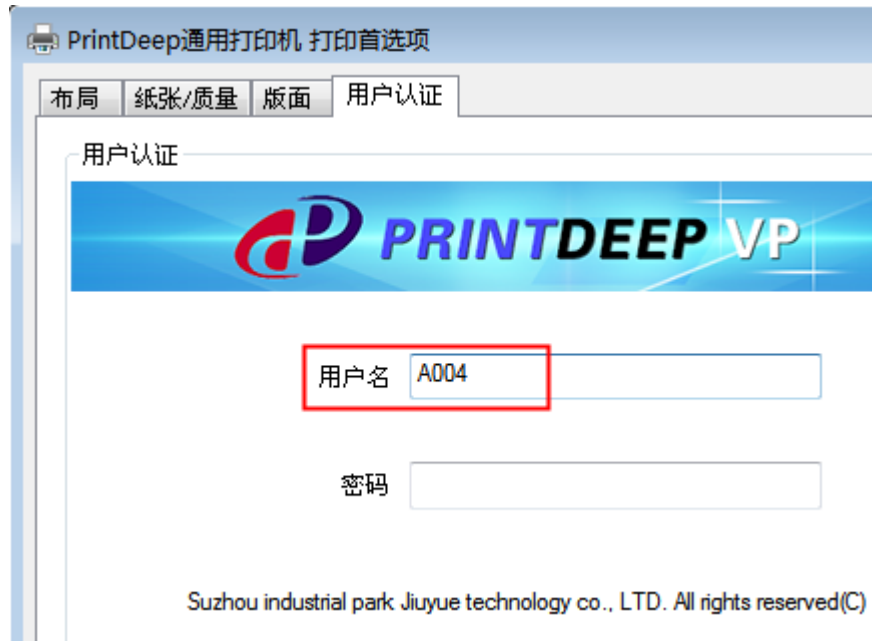 PrintDeep通用打印机 打印首选项
布局 纸张/质量 版面 用户认证
用户认证
PRINTDEEP VP
用户名 A004
密码
Suzhou industrial park Jiuyue technology co., LTD. All rights reserved(C)